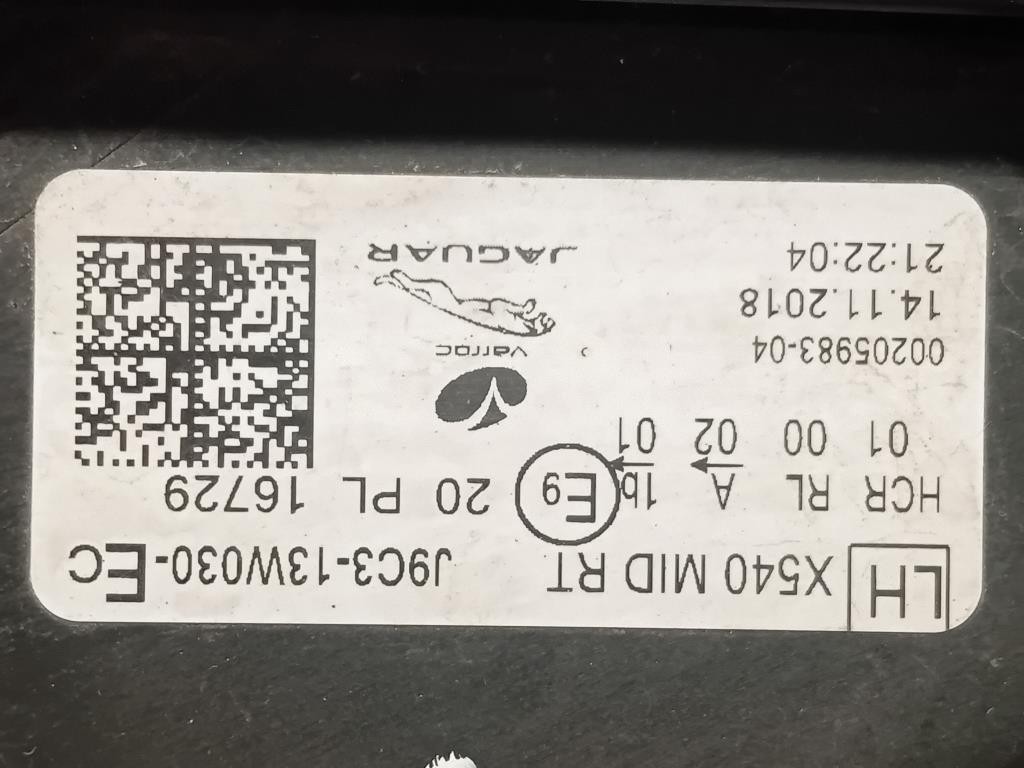 LH X540 MID RT J9C3-13W030-EC
HCR RL A 1b E9 20 PL 16729
01 00 02 01
00205983-04
14.11.2018
21:22:04
varroc
JAGUAR